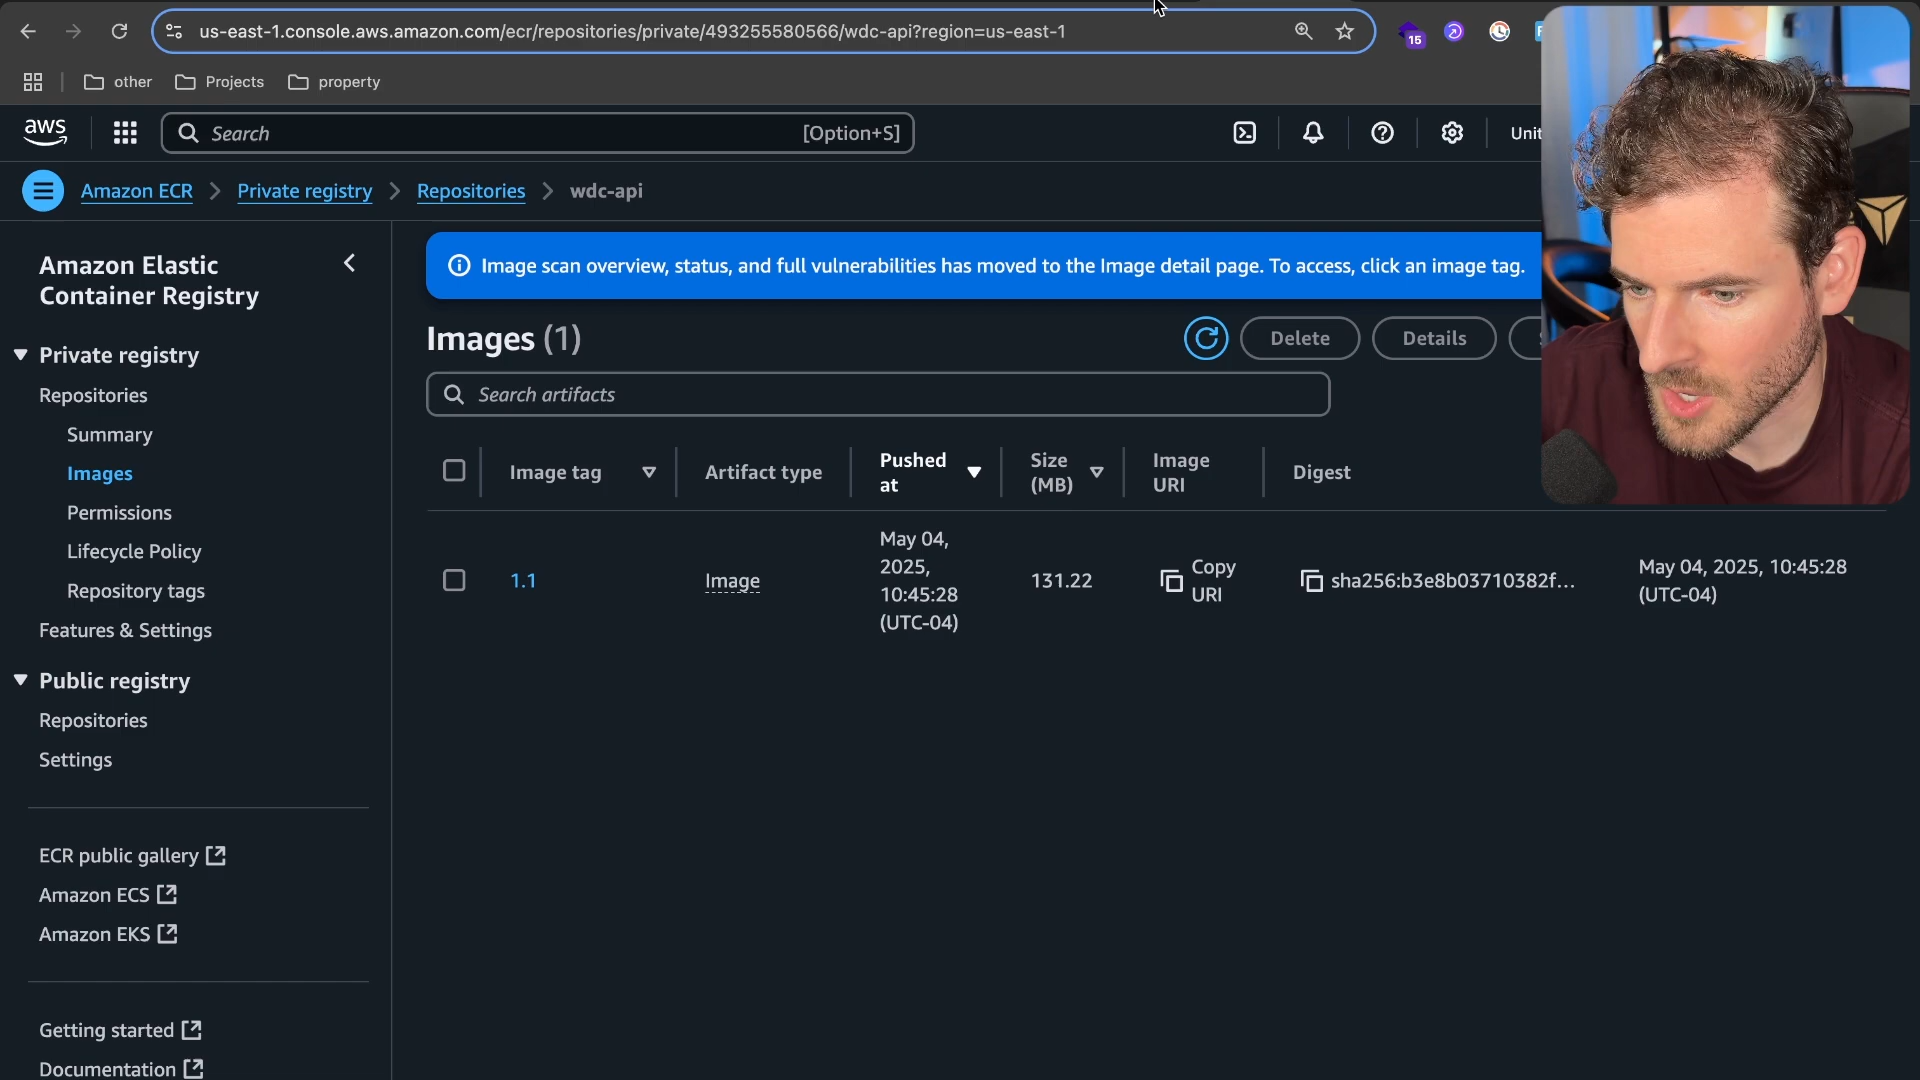 us-east-1.console.aws.amazon.com/ecr/repositories/private/493255580566/wdc-api?region=us-east-1
15
other
Projects
property
aws
Search
[Option+S]
Amazon ECR
Private registry
Repositories
wdc-api
Amazon Elastic
Container Registry
Private registry
Repositories
Summary
Images
Permissions
Lifecycle Policy
Repository tags
Features & Settings
Public registry
Repositories
Settings
ECR public gallery
Amazon ECS
Amazon EKS
Getting started
Documentation
Image scan overview, status, and full vulnerabilities has moved to the Image detail page. To access, click an image tag.
Images (1)
Delete
Details
Search artifacts
Image tag
Artifact type
Pushed
at
Size
(MB)
Image
URI
Digest
1.1
Image
May 04,
2025,
10:45:28
(UTC-04)
131.22
Copy
URI
sha256:b3e8b03710382f...
May 04, 2025, 10:45:28
(UTC-04)